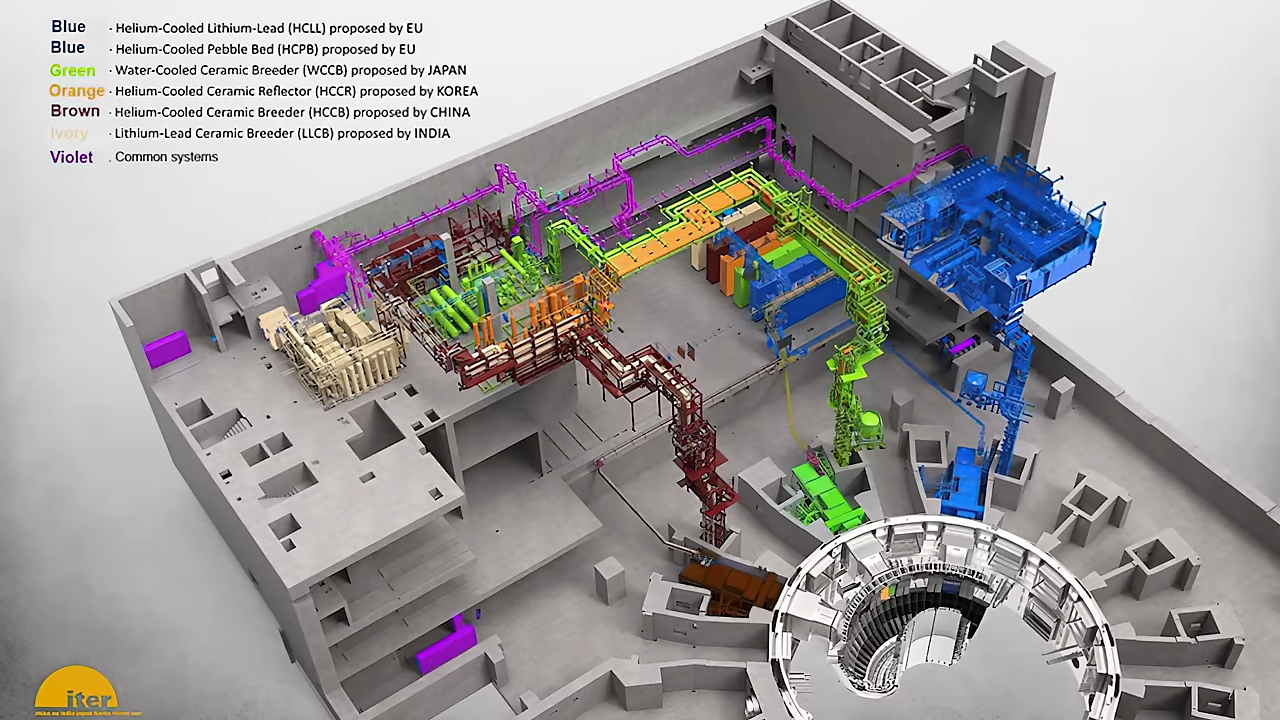 Blue · Helium-Cooled Lithium-Lead (HCLL) proposed by EU
Blue · Helium-Cooled Pebble Bed (HCPB) proposed by EU
Green · Water-Cooled Ceramic Breeder (WCCB) proposed by JAPAN
Orange · Helium-Cooled Ceramic Reflector (HCCR) proposed by KOREA
Brown · Helium-Cooled Ceramic Breeder (HCCB) proposed by CHINA
Ivory · Lithium-Lead Ceramic Breeder (LLCB) proposed by INDIA
Violet . Common systems
iter